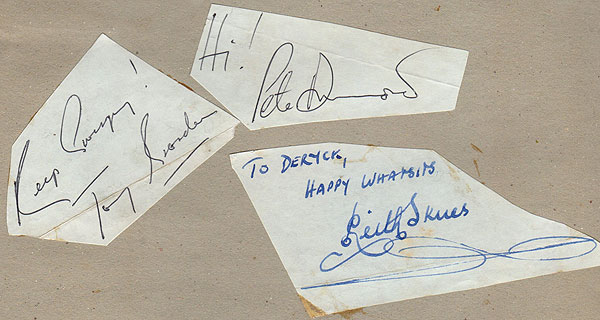 Hi!
Pete Drummond
Keep Swinging!
Tony Brandon
TO DERYCK,
HAPPY WHATSITS
Keith Skues